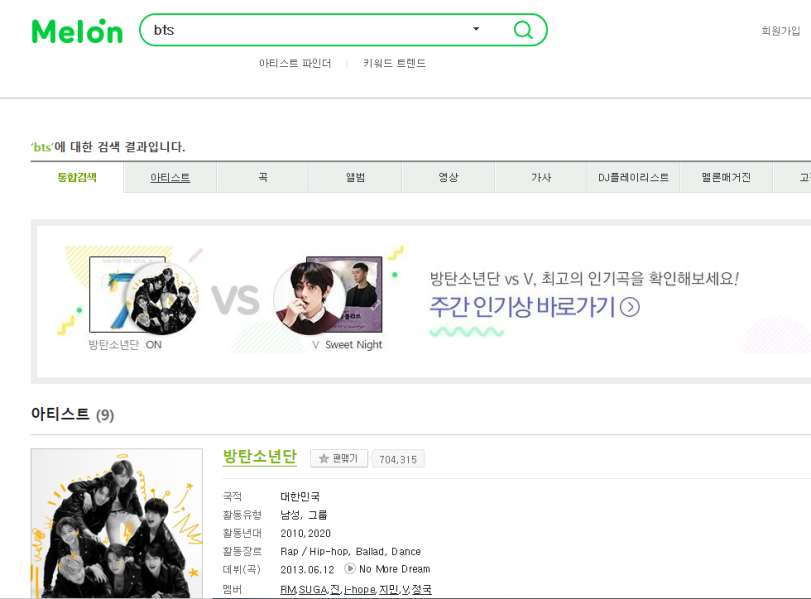 Melon
bts
회원가입
아티스트 파인더 | 키워드 트렌드
'bts'에 대한 검색 결과입니다.
통합검색 아티스트 곡 앨범 영상 가사 DJ플레이리스트 멜론매거진 고
7 VS
방탄소년단 vs V, 최고의 인기곡을 확인해보세요!
주간 인기상 바로가기
방탄소년단 ON V Sweet Night
아티스트 (9)
방탄소년단 팬맺기 704,315
국적 대한민국
활동유형 남성, 그룹
활동년대 2010,2020
활동장르 Rap / Hip-hop, Ballad, Dance
데뷔(곡) 2013.06.12 No More Dream
멤버 RM,SUGA,진,j-hope,지민,V,정국